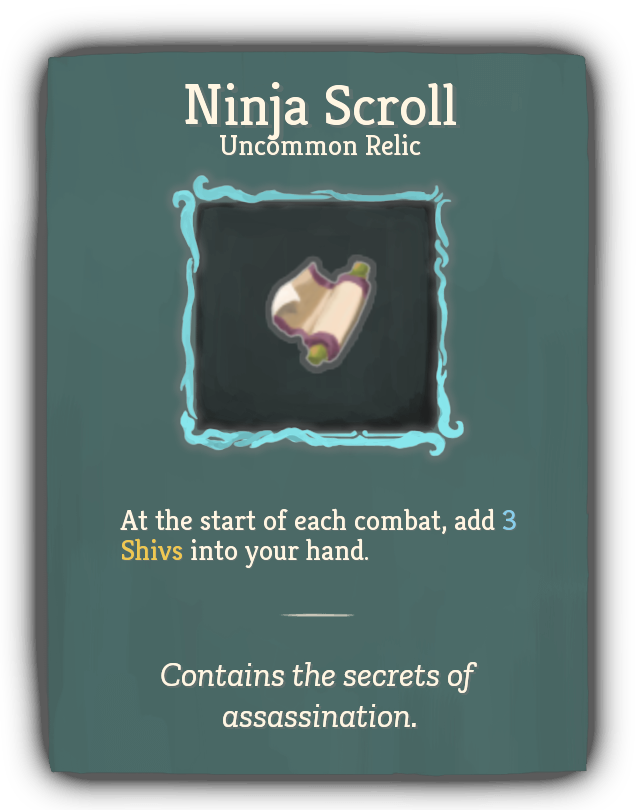 Ninja Scroll
Uncommon Relic
At the start of each combat, add 3
Shivs into your hand.
Contains the secrets of
assassination.